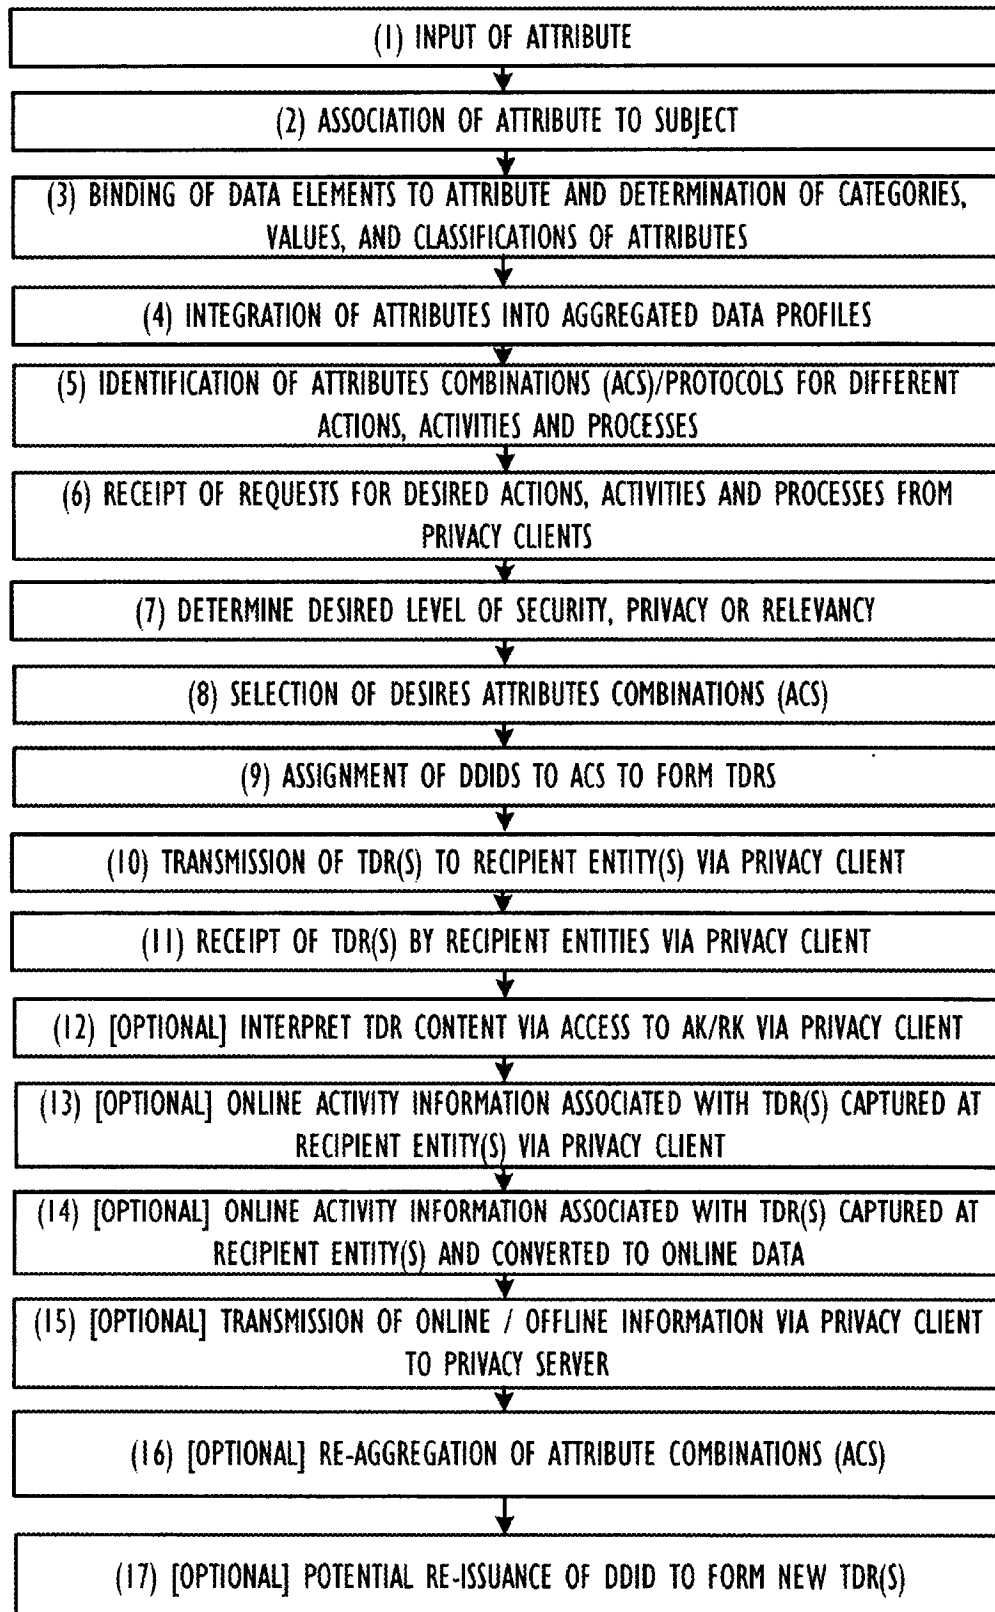 (1) INPUT OF ATTRIBUTE
(2) ASSOCIATION OF ATTRIBUTE TO SUBJECT
(3) BINDING OF DATA ELEMENTS TO ATTRIBUTE AND DETERMINATION OF CATEGORIES,
VALUES, AND CLASSIFICATIONS OF ATTRIBUTES
(4) INTEGRATION OF ATTRIBUTES INTO AGGREGATED DATA PROFILES
(5) IDENTIFICATION OF ATTRIBUTES COMBINATIONS (ACS)/PROTOCOLS FOR DIFFERENT
ACTIONS, ACTIVITIES AND PROCESSES
(6) RECEIPT OF REQUESTS FOR DESIRED ACTIONS, ACTIVITIES AND PROCESSES FROM
PRIVACY CLIENTS
(7) DETERMINE DESIRED LEVEL OF SECURITY, PRIVACY OR RELEVANCY
(8) SELECTION OF DESIRES ATTRIBUTES COMBINATIONS (ACS)
(9) ASSIGNMENT OF DDIDS TO ACS TO FORM TDRS
(10) TRANSMISSION OF TDR(S) TO RECIPIENT ENTITY(S) VIA PRIVACY CLIENT
(11) RECEIPT OF TDR(S) BY RECIPIENT ENTITIES VIA PRIVACY CLIENT
(12) [OPTIONAL] INTERPRET TDR CONTENT VIA ACCESS TO AK/RK VIA PRIVACY CLIENT
(13) [OPTIONAL] ONLINE ACTIVITY INFORMATION ASSOCIATED WITH TDR(S) CAPTURED AT
RECIPIENT ENTITY(S) VIA PRIVACY CLIENT
(14) [OPTIONAL] ONLINE ACTIVITY INFORMATION ASSOCIATED WITH TDR(S) CAPTURED AT
RECIPIENT ENTITY(S) AND CONVERTED TO ONLINE DATA
(15) [OPTIONAL] TRANSMISSION OF ONLINE / OFFLINE INFORMATION VIA PRIVACY CLIENT
TO PRIVACY SERVER
(16) [OPTIONAL] RE-AGGREGATION OF ATTRIBUTE COMBINATIONS (ACS)
(17) [OPTIONAL] POTENTIAL RE-ISSUANCE OF DDID TO FORM NEW TDR(S)